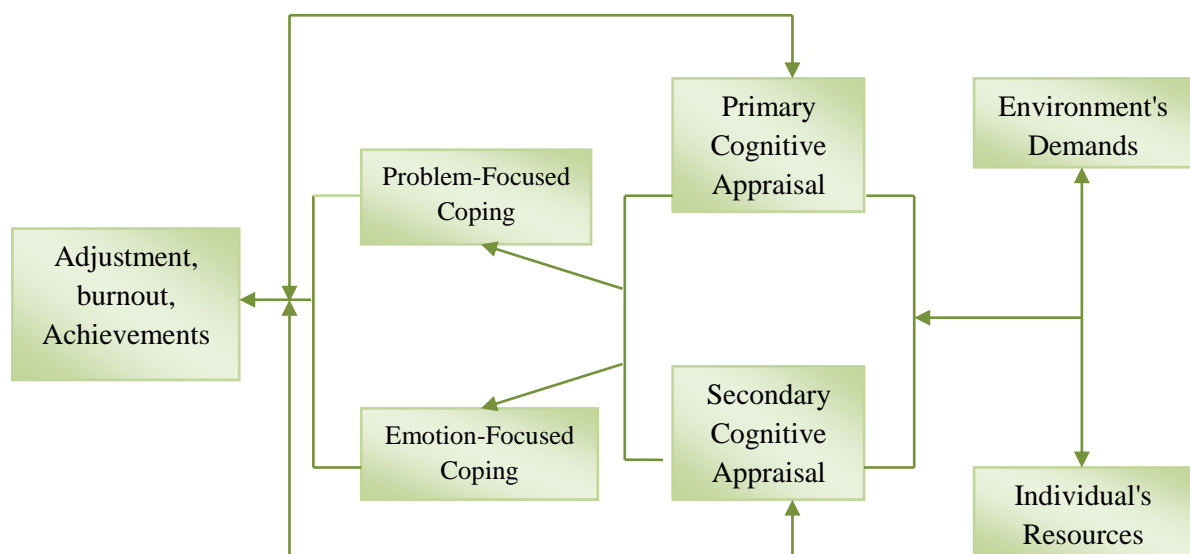 Primary
Cognitive
Appraisal
Environment's
Demands
Problem-Focused
Coping
Adjustment,
burnout,
Achievements
Secondary
Cognitive
Appraisal
Emotion-Focused
Coping
Individual's
Resources